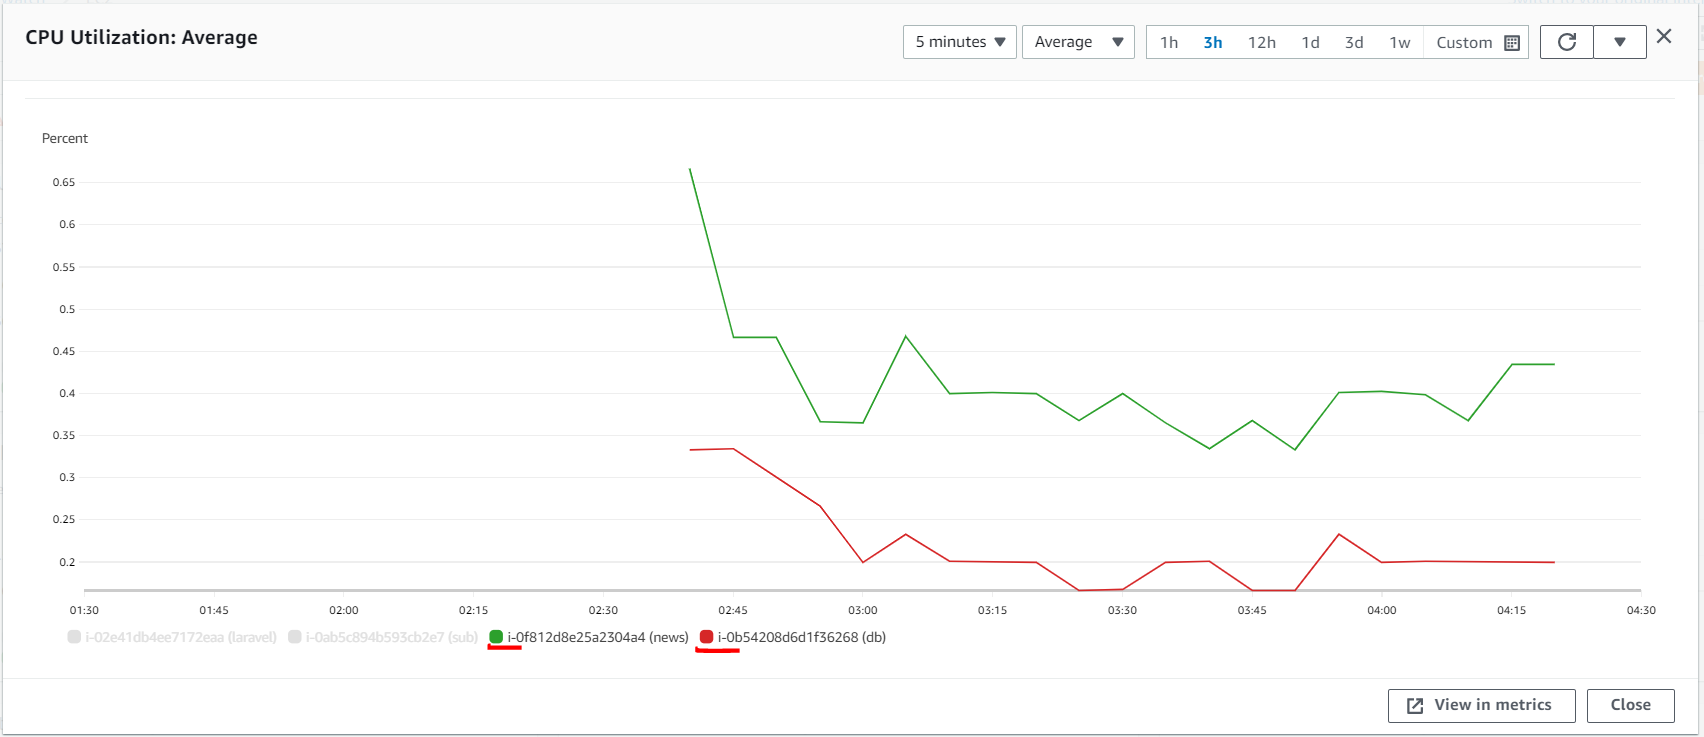 CPU Utilization: Average
5 minutes
Average
1h 3h 12h 1d 3d 1w Custom
Percent
0.65
0.6
0.55
0.5
0.45
0.4
0.35
0.3
0.25
0.2
01:30 01:45 02:00 02:15 02:30 02:45 03:00 03:15 03:30 03:45 04:00 04:15 04:30
i-02e41db4ee7172eaa (laravel) i-0ab5c894b593cb2e7 (sub) i-0f812d8e25a2304a4 (news) i-0b54208d6d1f36268 (db)
View in metrics Close